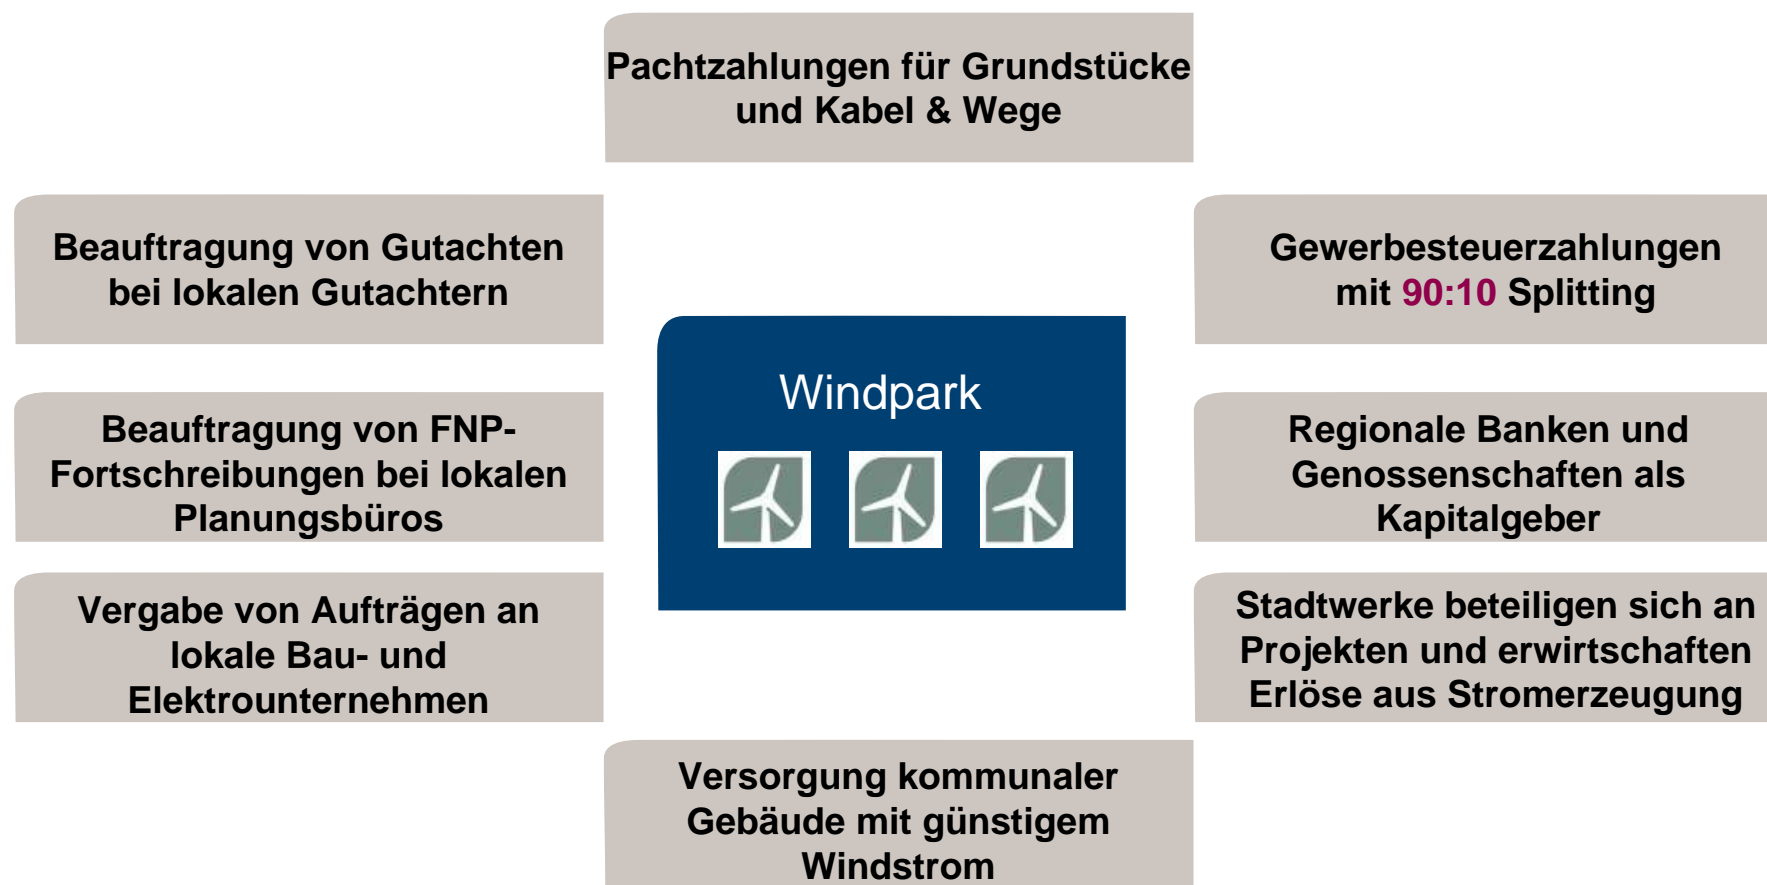 Pachtzahlungen für Grundstücke
und Kabel & Wege
Beauftragung von Gutachten
bei lokalen Gutachtern
Gewerbesteuerzahlungen
mit 90:10 Splitting
Windpark
Beauftragung von FNP-
Fortschreibungen bei lokalen
Planungsbüros
Regionale Banken und
Genossenschaften als
Kapitalgeber
Vergabe von Aufträgen an
lokale Bau- und
Elektrounternehmen
Stadtwerke beteiligen sich an
Projekten und erwirtschaften
Erlöse aus Stromerzeugung
Versorgung kommunaler
Gebäude mit günstigem
Windstrom